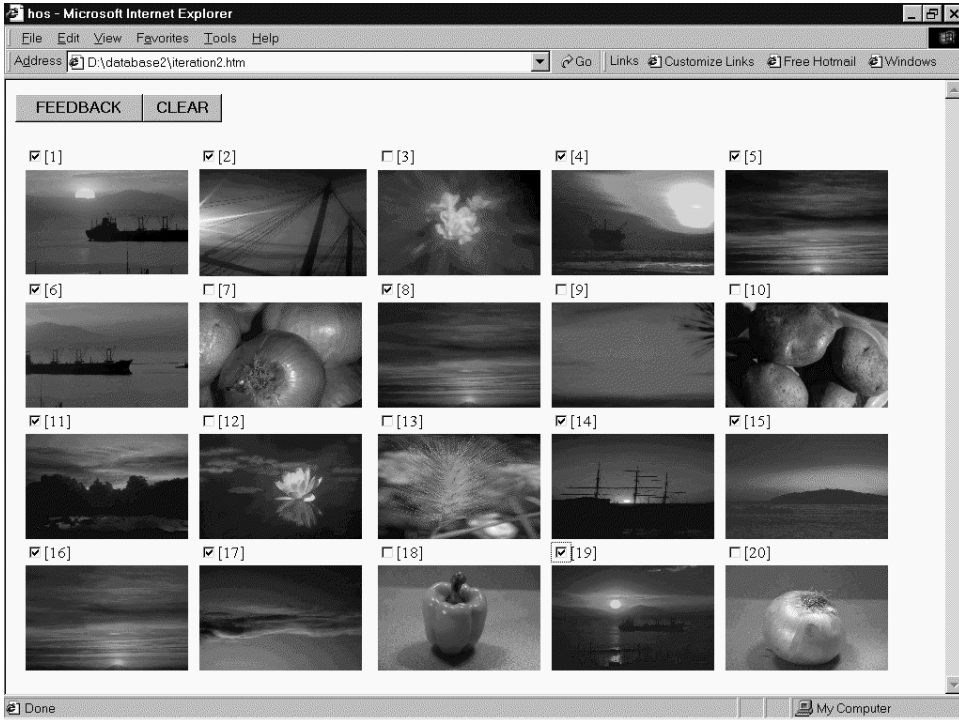 hos - Microsoft Internet Explorer
File Edit View Favorites Tools Help
Address D:\database2\iteration2.htm Go Links Customize Links Free Hotmail Windows
FEEDBACK CLEAR
[1] [2] [3] [4] [5]
[6] [7] [8] [9] [10]
[11] [12] [13] [14] [15]
[16] [17] [18] [19] [20]
Done My Computer